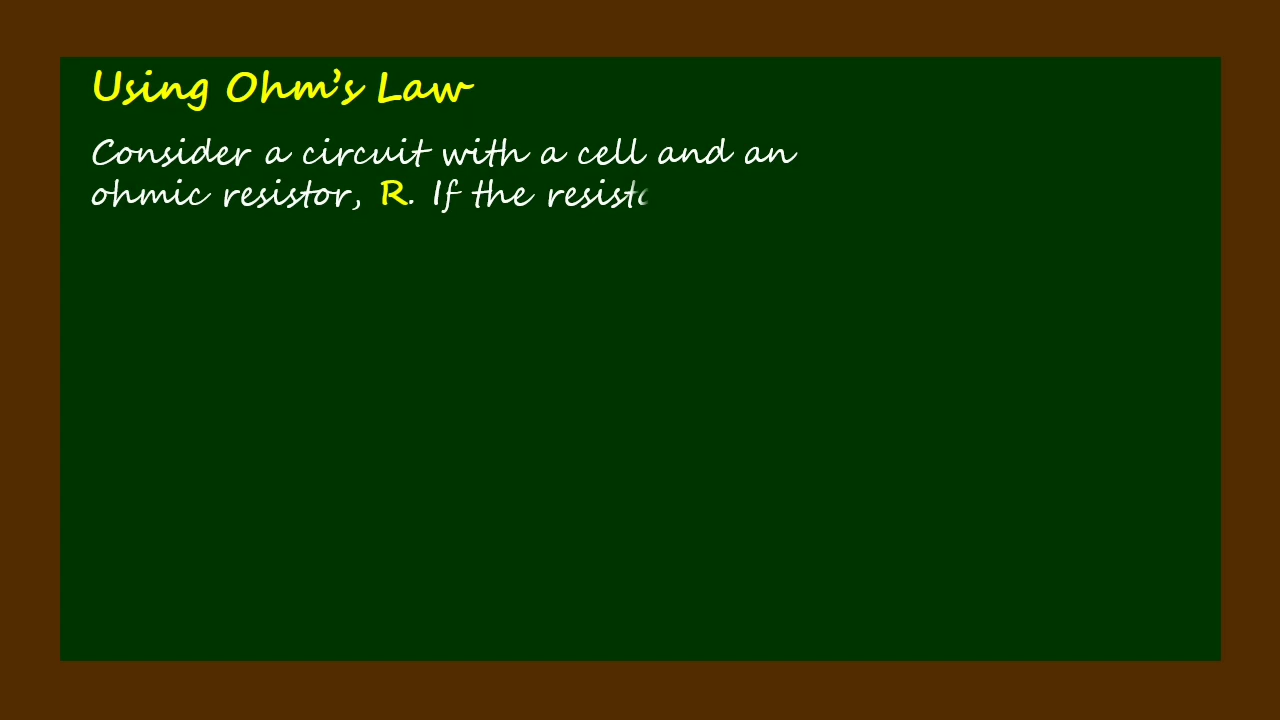 Using Ohm’s Law
Consider a circuit with a cell and an
ohmic resistor, R. If the